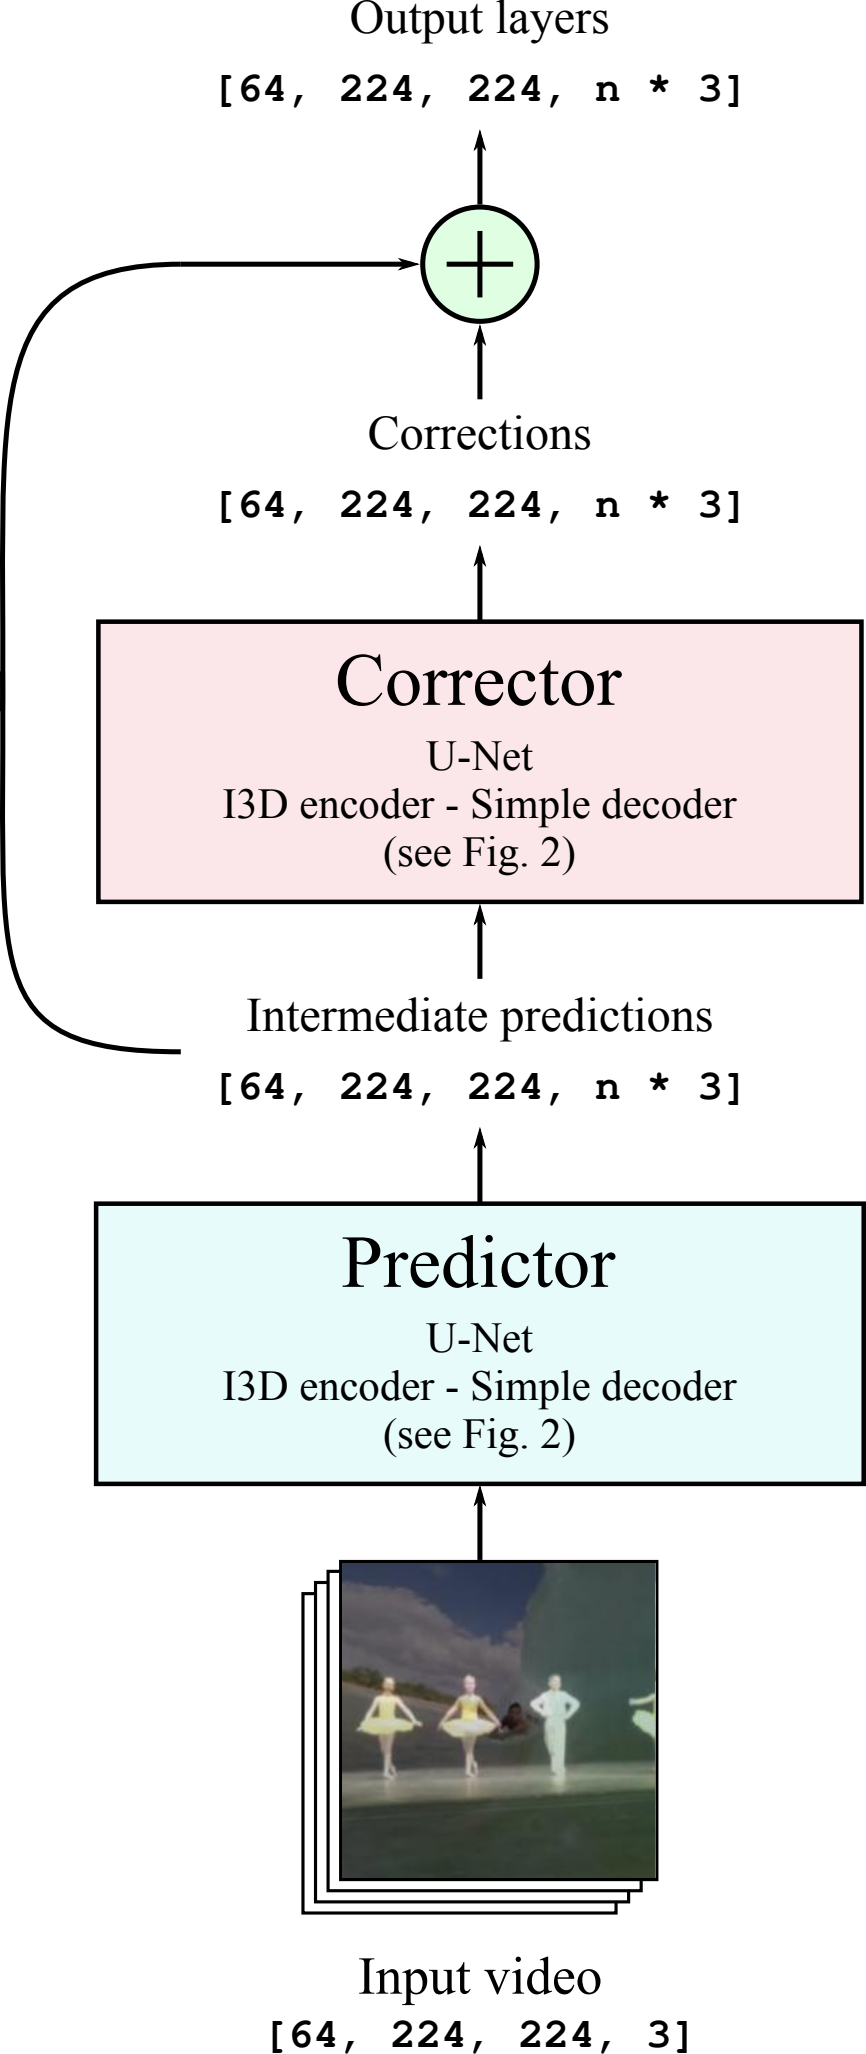 Output layers
[64, 224, 224, n * 3]
Corrections
[64, 224, 224, n * 3]
Corrector
U-Net
I3D encoder - Simple decoder
(see Fig. 2)
Intermediate predictions
[64, 224, 224, n * 3]
Predictor
U-Net
I3D encoder - Simple decoder
(see Fig. 2)
Input video
[64, 224, 224, 3]